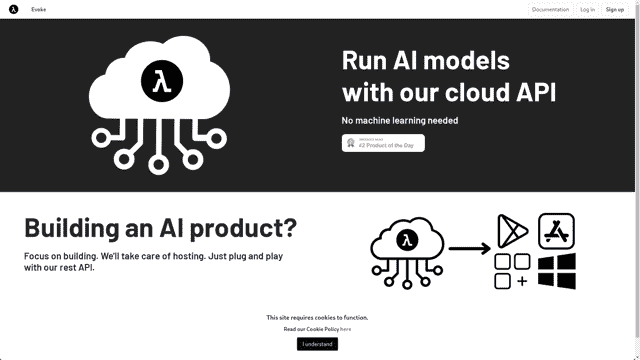 Evoke
Documentation
Log in
Sign up
λ
Run AI models
with our cloud API
No machine learning needed
#2 Product of the Day
Building an AI product?
Focus on building. We'll take care of hosting. Just plug and play
with our rest API.
λ
This site requires cookies to function.
Read our Cookie Policy here
I understand